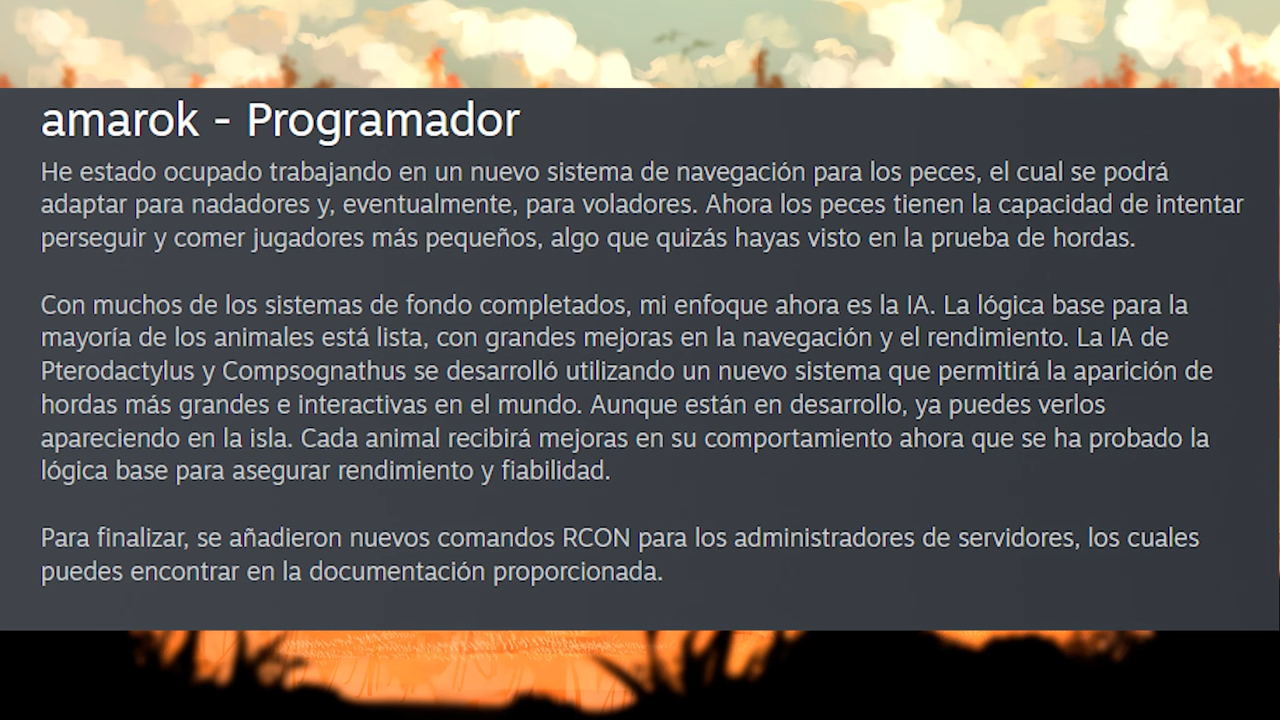 amarok - Programador
He estado ocupado trabajando en un nuevo sistema de navegación para los peces, el cual se podrá
adaptar para nadadores y, eventualmente, para voladores. Ahora los peces tienen la capacidad de intentar
perseguir y comer jugadores más pequeños, algo que quizás hayas visto en la prueba de hordas.
Con muchos de los sistemas de fondo completados, mi enfoque ahora es la IA. La lógica base para la
mayoría de los animales está lista, con grandes mejoras en la navegación y el rendimiento. La IA de
Pterodactylus y Compsognathus se desarrolló utilizando un nuevo sistema que permitirá la aparición de
hordas más grandes e interactivas en el mundo. Aunque están en desarrollo, ya puedes verlos
apareciendo en la isla. Cada animal recibirá mejoras en su comportamiento ahora que se ha probado la
lógica base para asegurar rendimiento y fiabilidad.
Para finalizar, se añadieron nuevos comandos RCON para los administradores de servidores, los cuales
puedes encontrar en la documentación proporcionada.